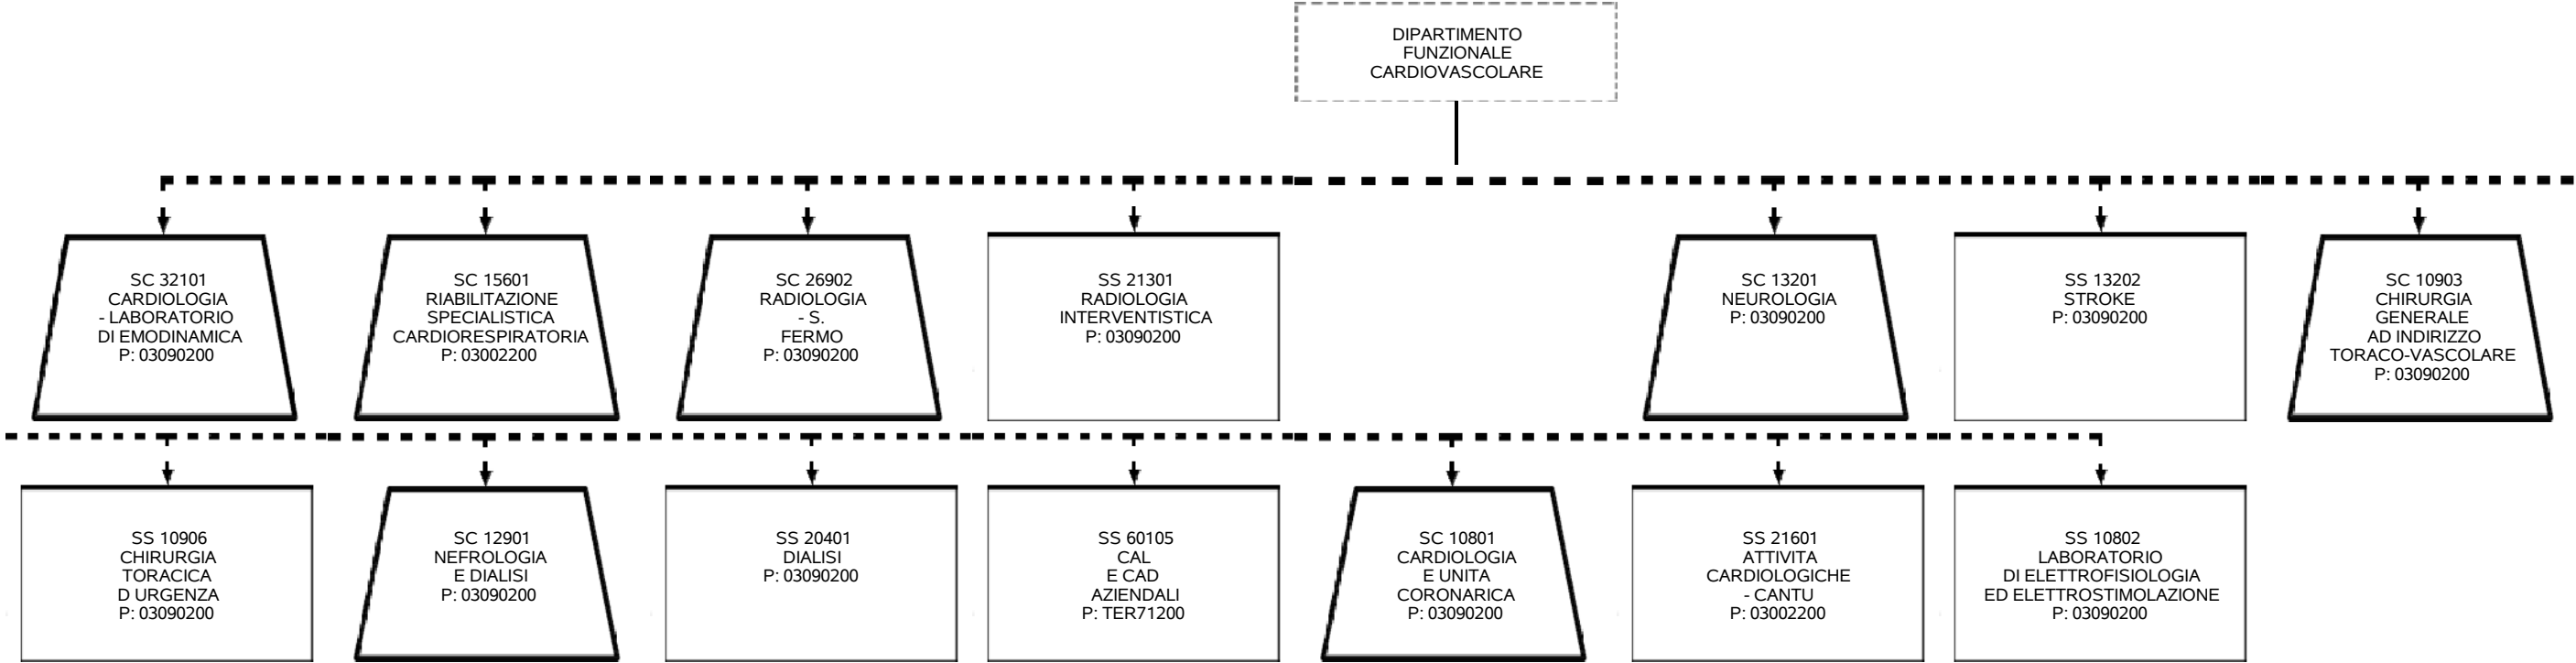 DIPARTIMENTO
FUNZIONALE
CARDIOVASCOLARE
SC 32101
CARDIOLOGIA
- LABORATORIO
DI EMODINAMICA
P: 03090200
SC 15601
RIABILITAZIONE
SPECIALISTICA
CARDIORESPIRATORIA
P: 03002200
SC 26902
RADIOLOGIA
- S.
FERMO
P: 03090200
SS 21301
RADIOLOGIA
INTERVENTISTICA
P: 03090200
SC 13201
NEUROLOGIA
P: 03090200
SS 13202
STROKE
P: 03090200
SC 10903
CHIRURGIA
GENERALE
AD INDIRIZZO
TORACO-VASCOLARE
P: 03090200
SS 10906
CHIRURGIA
TORACICA
D URGENZA
P: 03090200
SC 12901
NEFROLOGIA
E DIALISI
P: 03090200
SS 20401
DIALISI
P: 03090200
SS 60105
CAL
E CAD
AZIENDALI
P: TER71200
SC 10801
CARDIOLOGIA
E UNITA
CORONARICA
P: 03090200
SS 21601
ATTIVITA
CARDIOLOGICHE
- CANTU
P: 03002200
SS 10802
LABORATORIO
DI ELETTROFISIOLOGIA
ED ELETTROSTIMOLAZIONE
P: 03090200